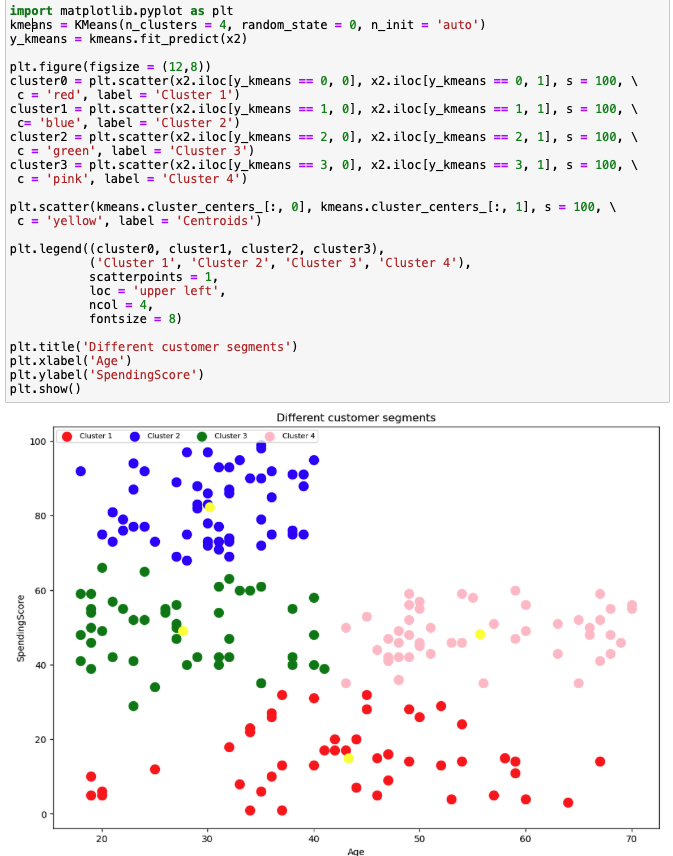 import matplotlib.pyplot as plt
kmeans = KMeans(n_clusters = 4, random_state = 0, n_init = 'auto')
y_kmeans = kmeans.fit_predict(x2)
plt.figure(figsize = (12,8))
cluster0 = plt.scatter(x2.iloc[y_kmeans == 0, 0], x2.iloc[y_kmeans == 0, 1], s = 100, \
c = 'red', label = 'Cluster 1')
cluster1 = plt.scatter(x2.iloc[y_kmeans == 1, 0], x2.iloc[y_kmeans == 1, 1], s = 100, \
c= 'blue', label = 'Cluster 2')
cluster2 = plt.scatter(x2.iloc[y_kmeans == 2, 0], x2.iloc[y_kmeans == 2, 1], s = 100, \
c = 'green', label = 'Cluster 3')
cluster3 = plt.scatter(x2.iloc[y_kmeans == 3, 0], x2.iloc[y_kmeans == 3, 1], s = 100, \
c = 'pink', label = 'Cluster 4')
plt.scatter(kmeans.cluster_centers_[:, 0], kmeans.cluster_centers_[:, 1], s = 100, \
c = 'yellow', label = 'Centroids')
plt.legend((cluster0, cluster1, cluster2, cluster3),
('Cluster 1', 'Cluster 2', 'Cluster 3', 'Cluster 4'),
scatterpoints = 1,
loc = 'upper left',
ncol = 4,
fontsize = 8)
plt.title('Different customer segments')
plt.xlabel('Age')
plt.ylabel('SpendingScore')
plt.show()
Different customer segments
Cluster 1 Cluster 2 Cluster 3 Cluster 4
100
80
60
40
20
0
SpendingScore
20 30 40 50 60 70
Age